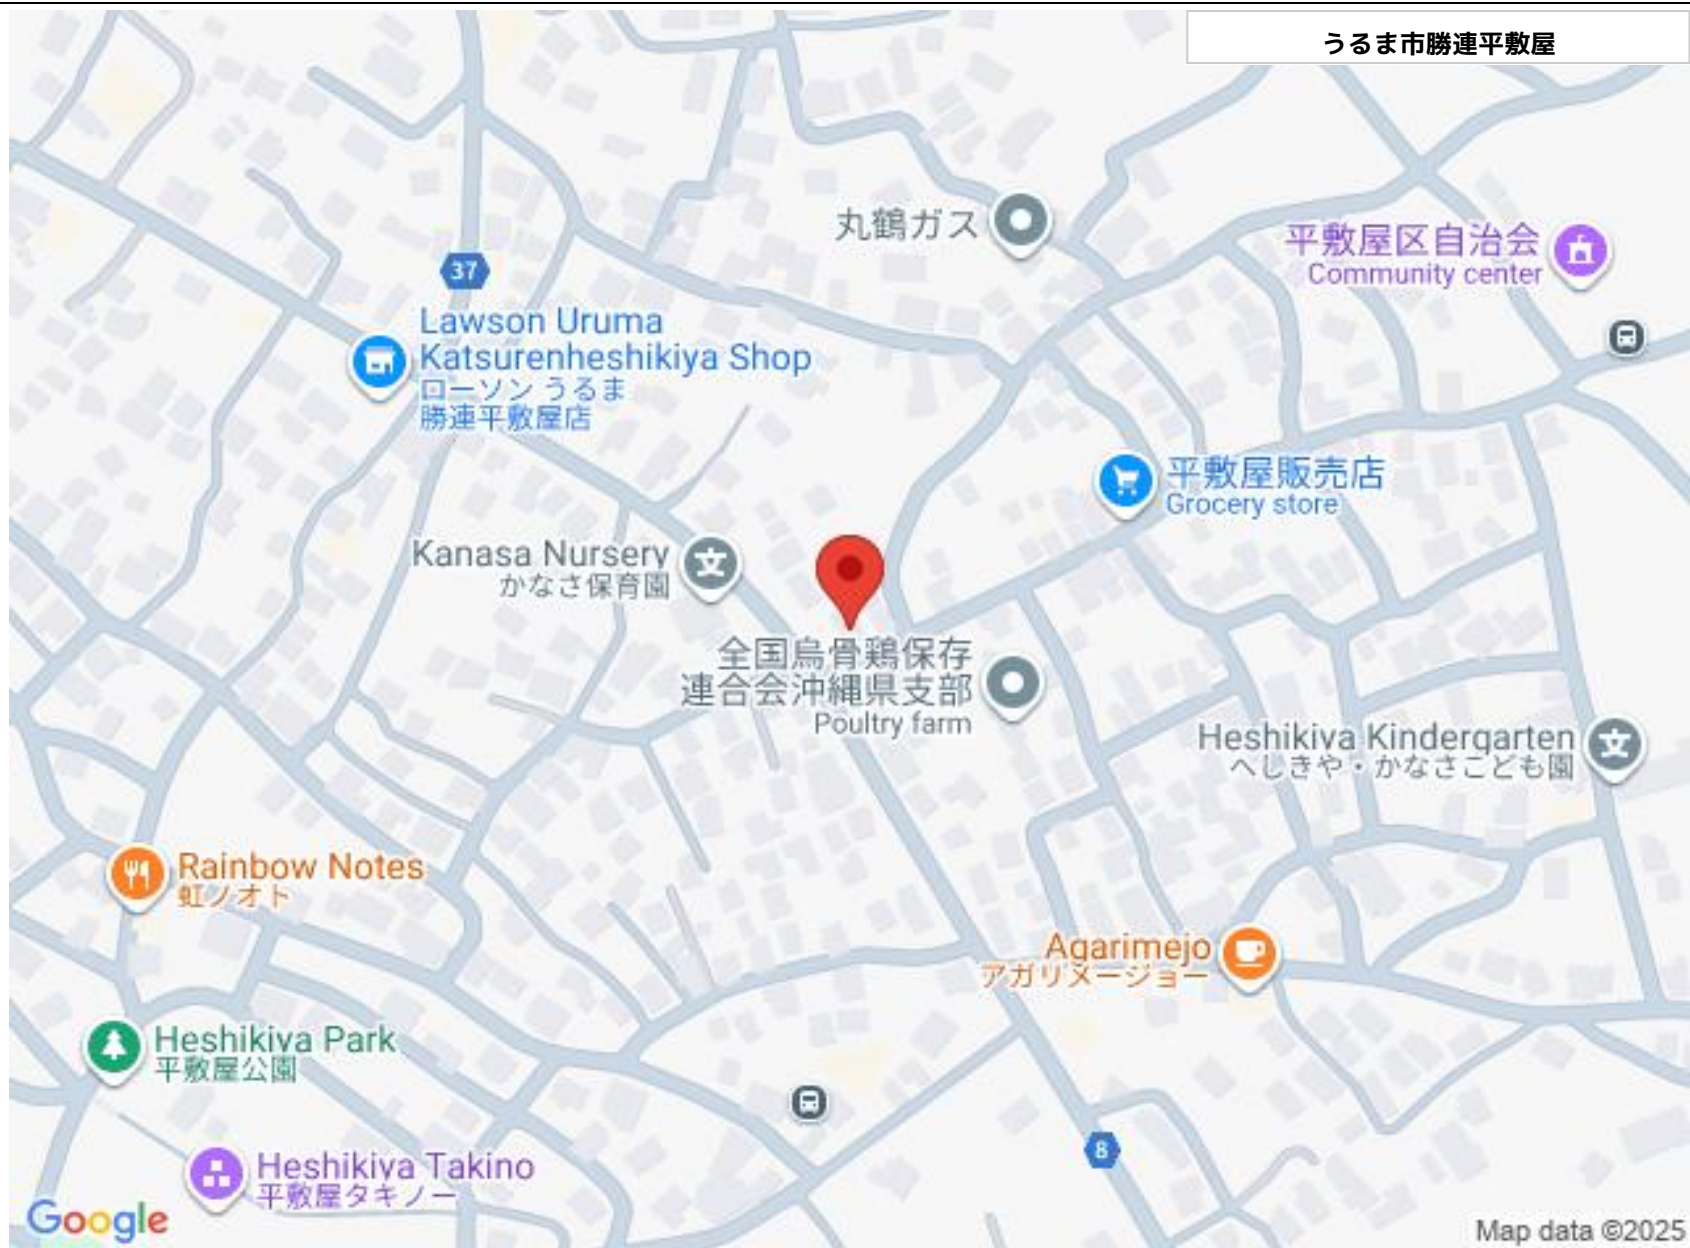 うるま市勝連平敷屋
丸鶴ガス
平敷屋区自治会
Community center
37
Lawson Uruma
Katsurenheshikiya Shop
ローソン うるま
勝連平敷屋店
平敷屋販売店
Grocery store
Kanasa Nursery
かなさ保育園
全国烏骨鶏保存
連合会沖縄県支部
Poultry farm
Heshikiya Kindergarten
へしきや・かなさこども園
Rainbow Notes
虹ノオト
Agarimejo
アガリメージョー
Heshikiya Park
平敷屋公園
8
Heshikiya Takino
平敷屋タキノー
Google
Map data ©2025